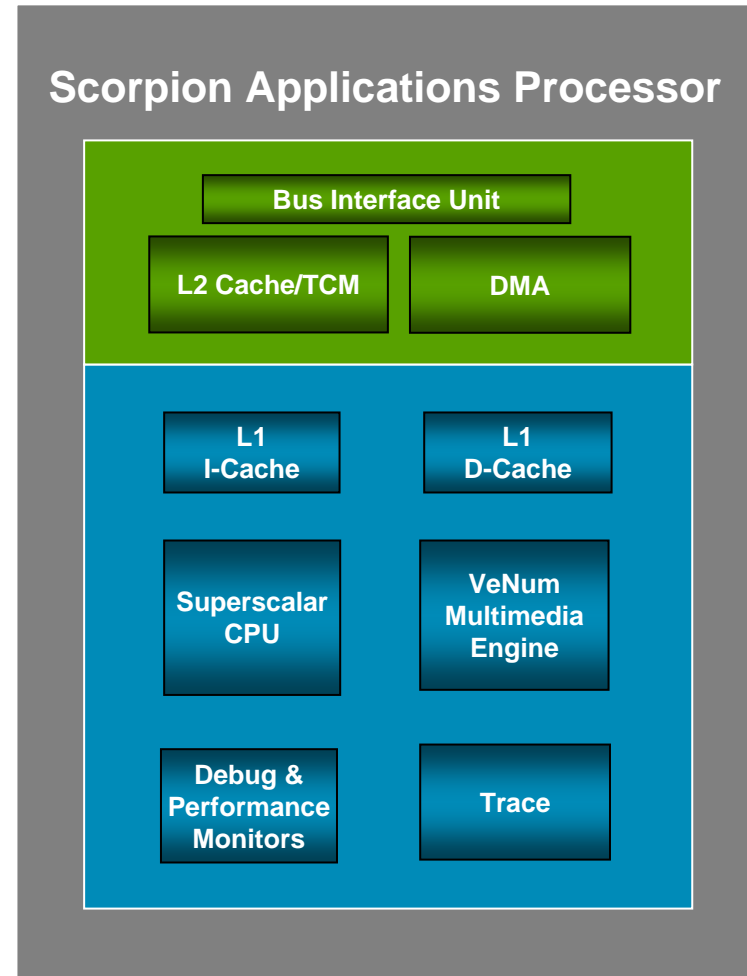 Scorpion Applications Processor
Bus Interface Unit
L2 Cache/TCM
DMA
L1
I-Cache
L1
D-Cache
Superscalar
CPU
VeNum
Multimedia
Engine
Debug &
Performance
Monitors
Trace